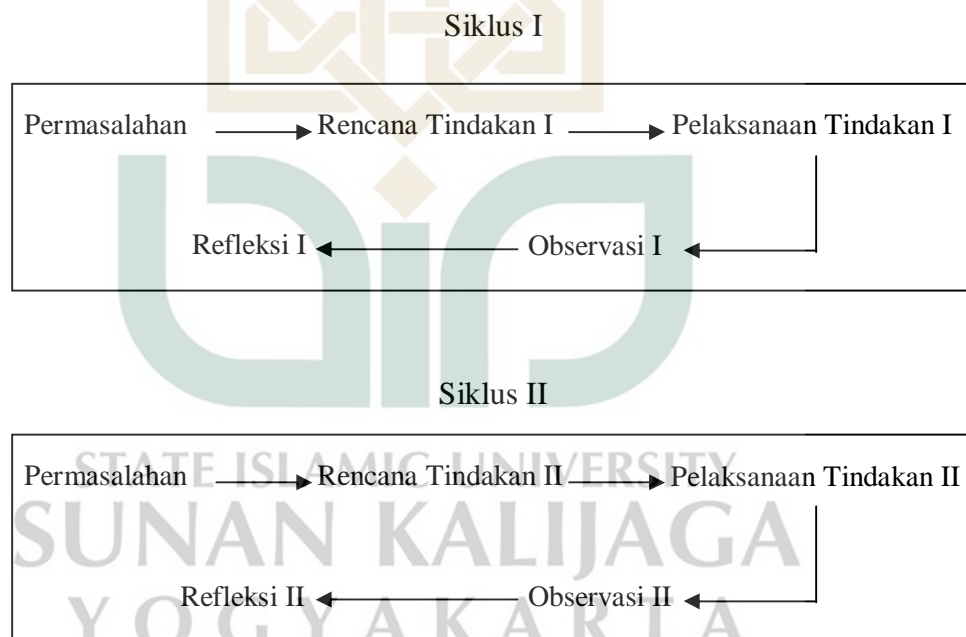 Siklus I
Permasalahan Rencana Tindakan I Pelaksanaan Tindakan I
Refleksi I Observasi I
Siklus II
Permasalahan Rencana Tindakan II Pelaksanaan Tindakan II
STATE ISLAMIC UNIVERSITY
SUNAN KALIJAGA
Refleksi II Observasi II
YOGYAKARTA